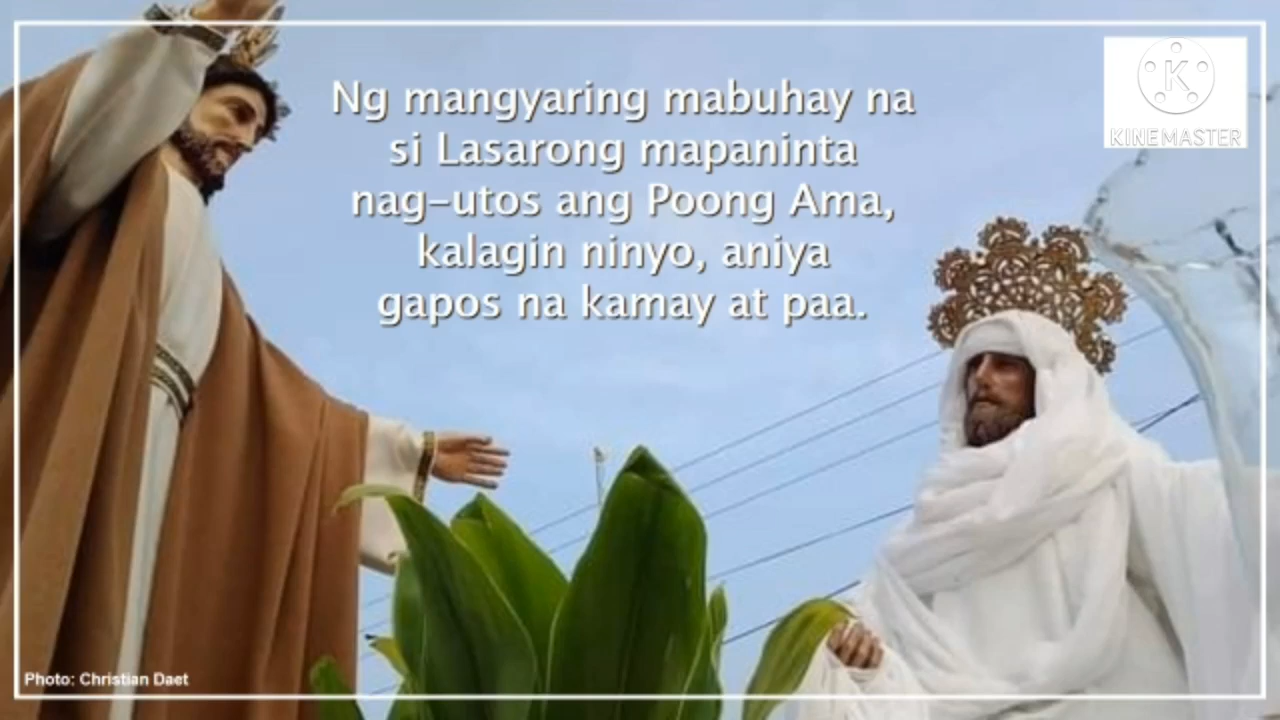 Ng mangyaring mabuhay na
si Lasarong mapaninta
nag-utos ang Poong Ama,
kalagin ninyo, aniya
gapos na kamay at paa.
K
KINEMASTER
Photo: Christian Daet